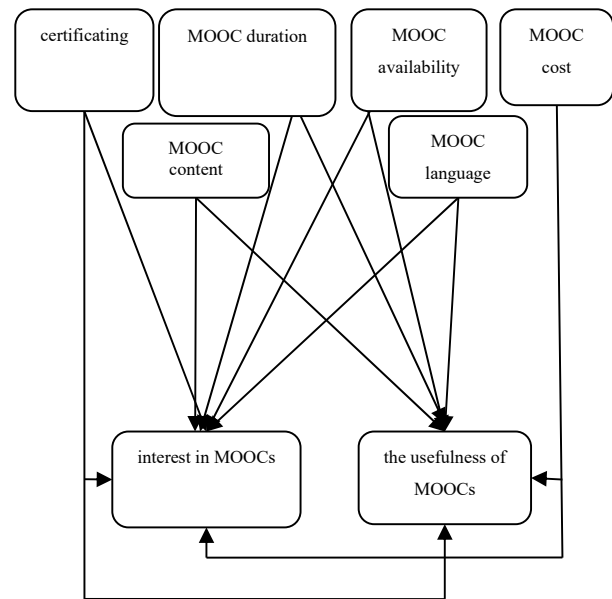 certificating
MOOC duration
MOOC
availability
MOOC
cost
MOOC
content
MOOC
language
interest in MOOCs
the usefulness of
MOOCs